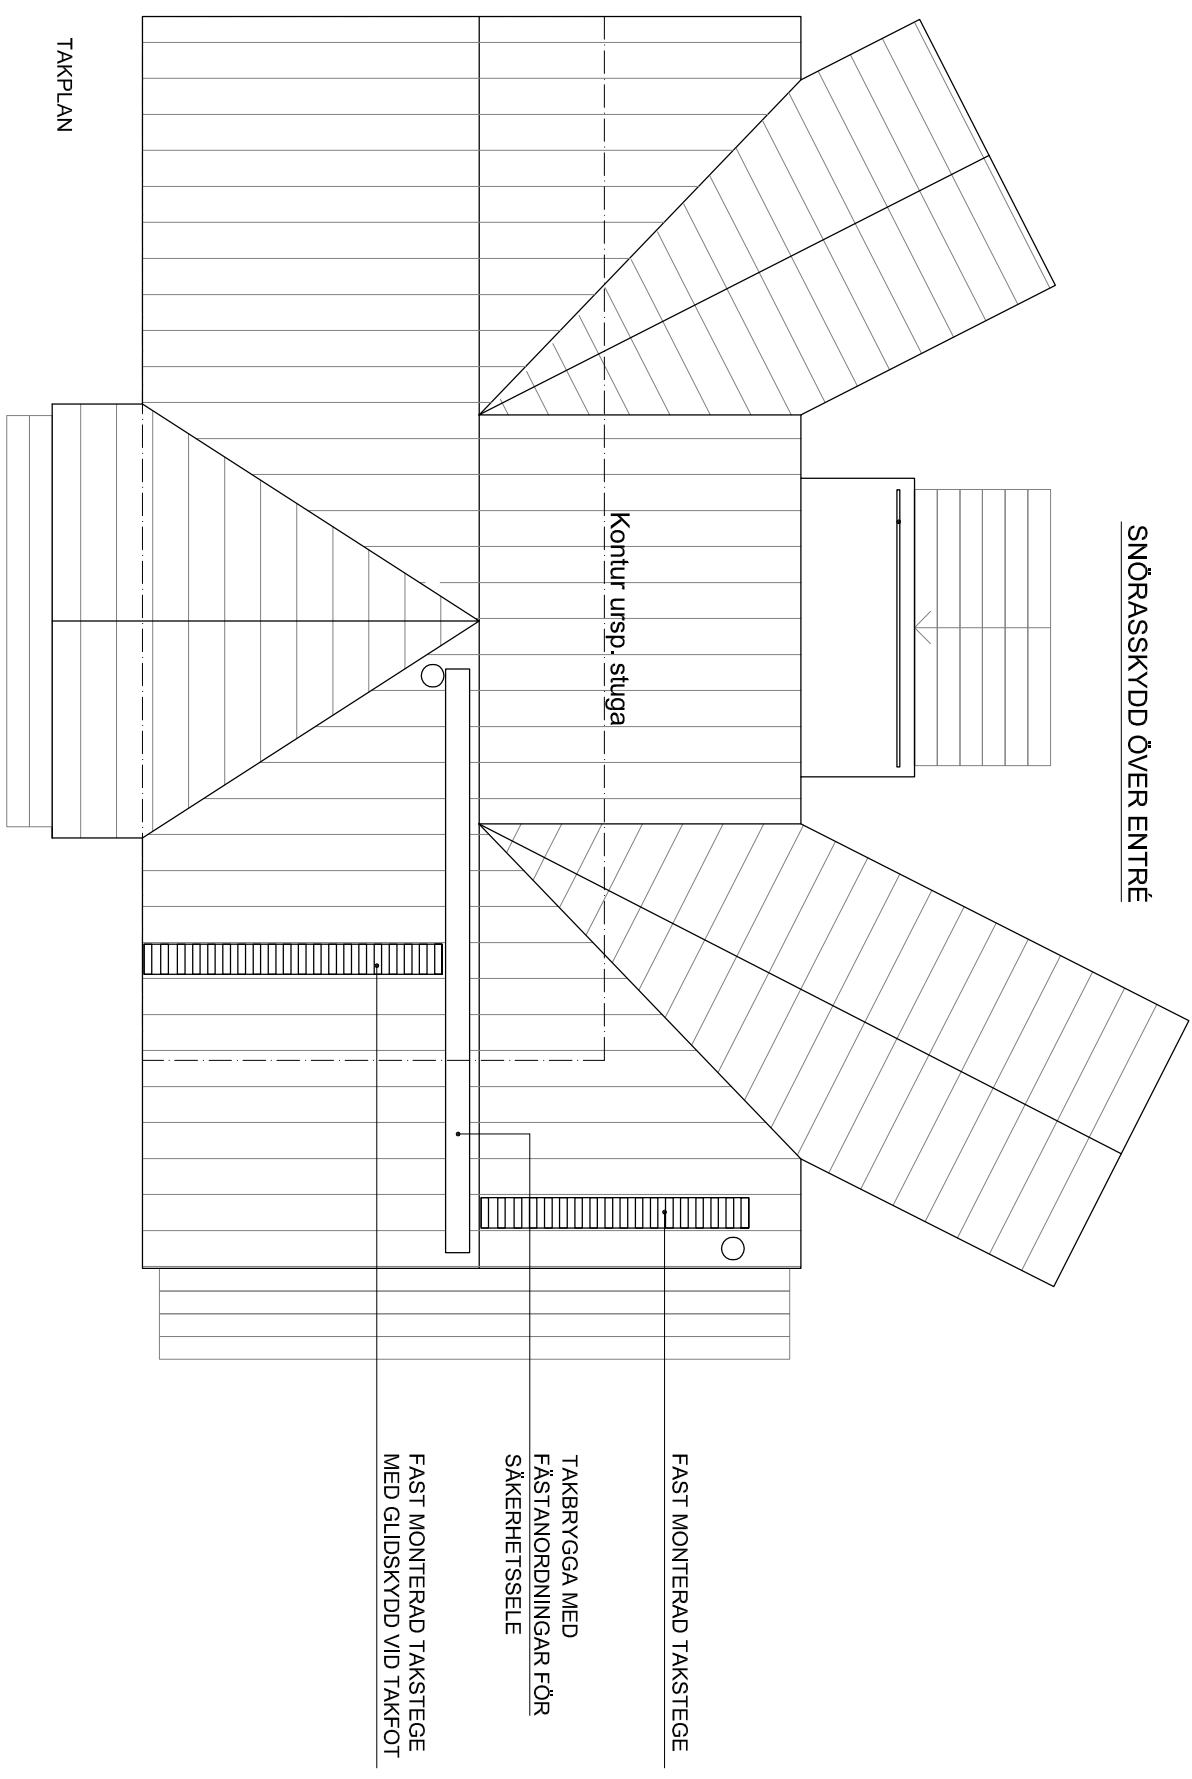 SNÖRASSKYDD ÖVER ENTRÉ
Kontur ursp. stuga
FAST MONTERAD TAKSTEGE
TAKBRYGGA MED
FÄSTANORDNINGAR FÖR
SÄKERHETSSELE
FAST MONTERAD TAKSTEGE
MED GLIDSKYDD VID TAKFOT
TAKPLAN